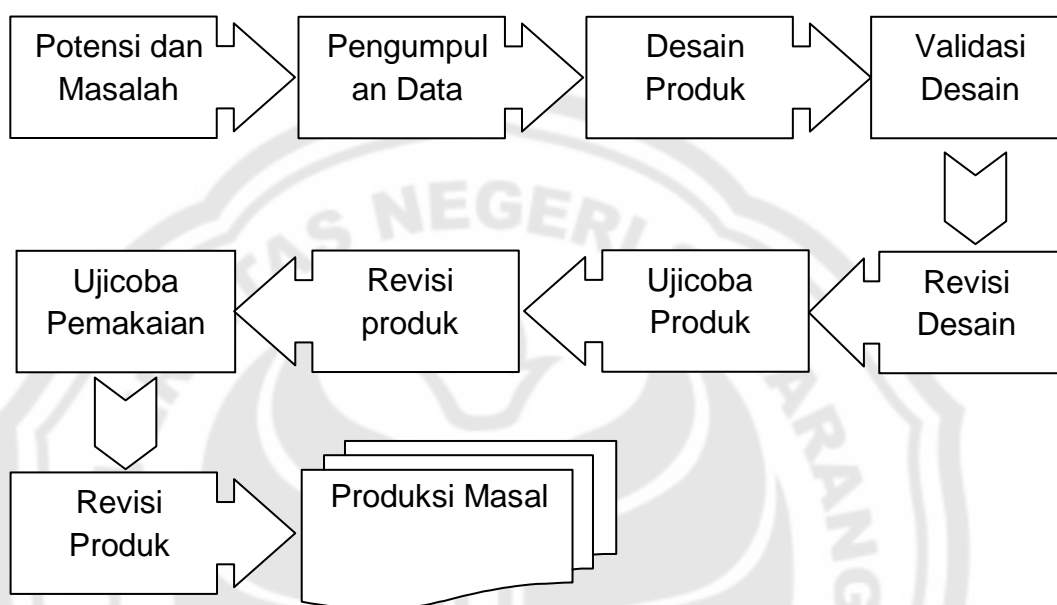 Potensi dan
Masalah
Pengumpul
an Data
Desain
Produk
Validasi
Desain
Revisi
Desain
Ujicoba
Produk
Revisi
produk
Ujicoba
Pemakaian
Revisi
Produk
Produksi Masal
NEGERI